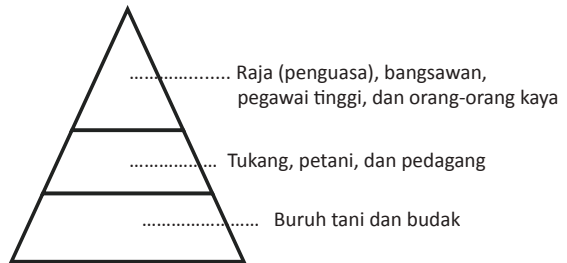 .................... Raja (penguasa), bangsawan,
pegawai tinggi, dan orang-orang kaya
................. Tukang, petani, dan pedagang
....................... Buruh tani dan budak